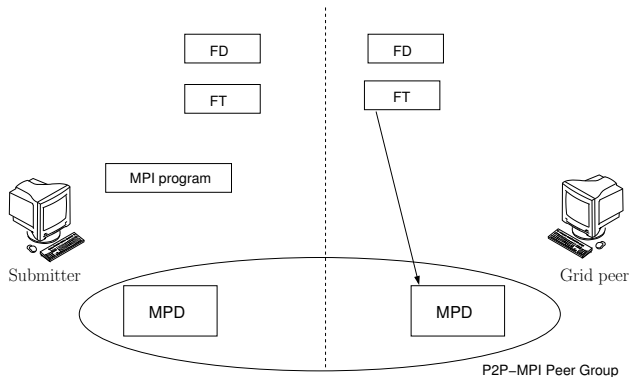 FD
FD
FT
FT
MPI program
Submitter
Grid peer
MPD
MPD
P2P−MPI Peer Group